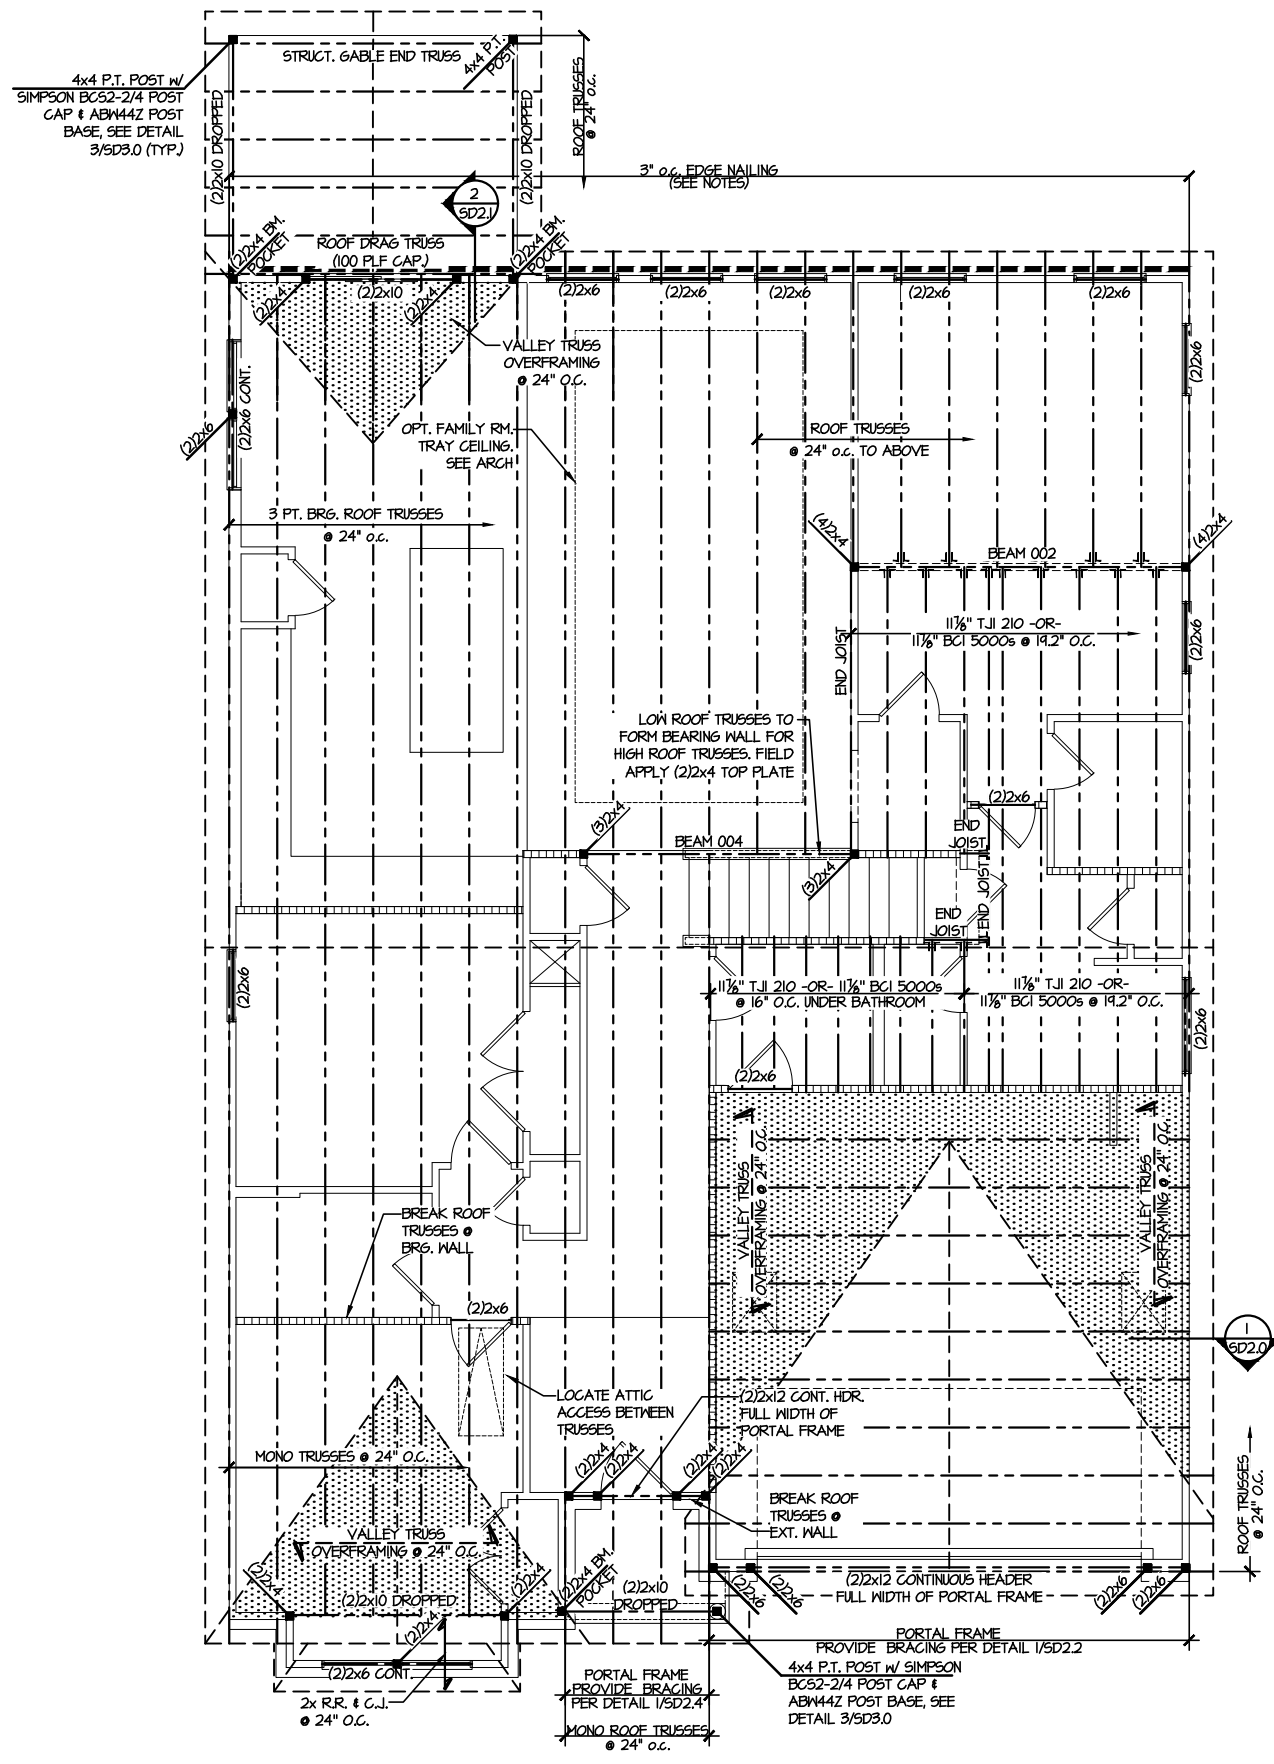 STRUCT. GABLE END TRUSS
4x4 P.T.
POST
4x4 P.T. POST w/
SIMPSON BCS2-2/4 POST
CAP & ABW44Z POST
BASE, SEE DETAIL
3/SD3.0 (TYP.)
(2)2x10 DROPPED
(2)2x10 DROPPED
ROOF TRUSSES
@ 24" o.c.
3" o.c. EDGE NAILING
(SEE NOTES)
2
SD2.1
(2)2x4 BM.
POCKET
ROOF DRAG TRUSS
(100 PLF CAP.)
(2)2x4 BM.
POCKET
(2)2x4
(2)2x10
(2)2x4
(2)2x6
(2)2x6
(2)2x6
(2)2x6
(2)2x6
(2)2x6
VALLEY TRUSS
OVERFRAMING
@ 24" O.C.
(2)2x6 CONT.
(2)2x6
OPT. FAMILY RM.
TRAY CEILING.
SEE ARCH
ROOF TRUSSES
@ 24" o.c. TO ABOVE
3 PT. BRG. ROOF TRUSSES
@ 24" o.c.
(4)2x4
BEAM 002
(4)2x4
11⅞" TJI 210 -OR-
11⅞" BCI 5000s @ 19.2" O.C.
(2)2x6
END JOIST
LOW ROOF TRUSSES TO
FORM BEARING WALL FOR
HIGH ROOF TRUSSES. FIELD
APPLY (2)2x4 TOP PLATE
(2)2x6
(3)2x4
BEAM 004
END
JOIST
(3)2x4
END JOIST
END
JOIST
(2)2x6
11⅞" TJI 210 -OR- 11⅞" BCI 5000s
@ 16" O.C. UNDER BATHROOM
11⅞" TJI 210 -OR-
11⅞" BCI 5000s @ 19.2" O.C.
(2)2x6
(2)2x6
VALLEY TRUSS
OVERFRAMING @ 24" O.C.
VALLEY TRUSS
OVERFRAMING @ 24" O.C.
BREAK ROOF
TRUSSES @
BRG. WALL
(2)2x6
1
SD2.0
LOCATE ATTIC
ACCESS BETWEEN
TRUSSES
(2)2x12 CONT. HDR.
FULL WIDTH OF
PORTAL FRAME
MONO TRUSSES @ 24" O.C.
(2)2x4
(2)2x4
(2)2x4
(2)2x4
BREAK ROOF
TRUSSES @
EXT. WALL
ROOF TRUSSES
@ 24" O.C.
VALLEY TRUSS
OVERFRAMING @ 24" O.C.
(2)2x4
(2)2x10 DROPPED
(2)2x4
(2)2x4
(2)2x4 BM.
POCKET
(2)2x10
DROPPED
(2)2x6
(2)2x6
(2)2x12 CONTINUOUS HEADER
FULL WIDTH OF PORTAL FRAME
(2)2x6
(2)2x6
PORTAL FRAME
PROVIDE BRACING PER DETAIL 1/SD2.2
(2)2x6 CONT.
2x R.R. & C.J.
@ 24" O.C.
PORTAL FRAME
PROVIDE BRACING
PER DETAIL 1/SD2.4
MONO ROOF TRUSSES
@ 24" o.c.
4x4 P.T. POST w/ SIMPSON
BCS2-2/4 POST CAP &
ABW44Z POST BASE, SEE
DETAIL 3/SD3.0